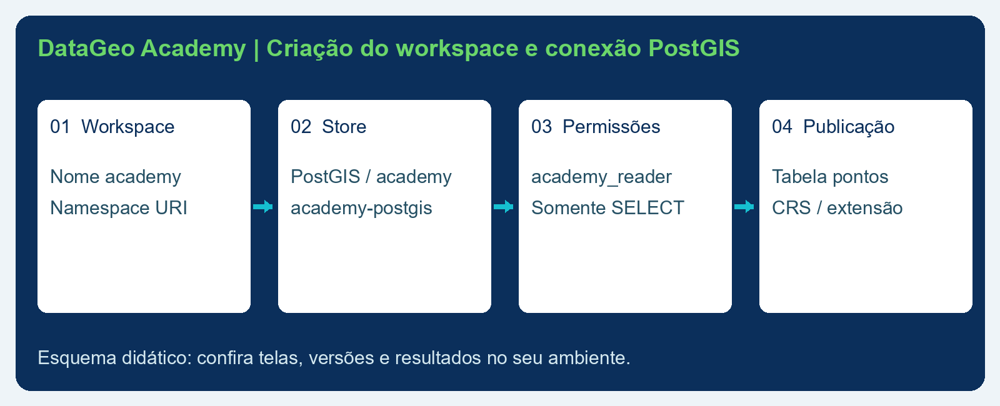 DataGeo Academy | Criação do workspace e conexão PostGIS
01 Workspace
Nome academy
Namespace URI
02 Store
PostGIS / academy
academy-postgis
03 Permissões
academy_reader
Somente SELECT
04 Publicação
Tabela pontos
CRS / extensão
Esquema didático: confira telas, versões e resultados no seu ambiente.